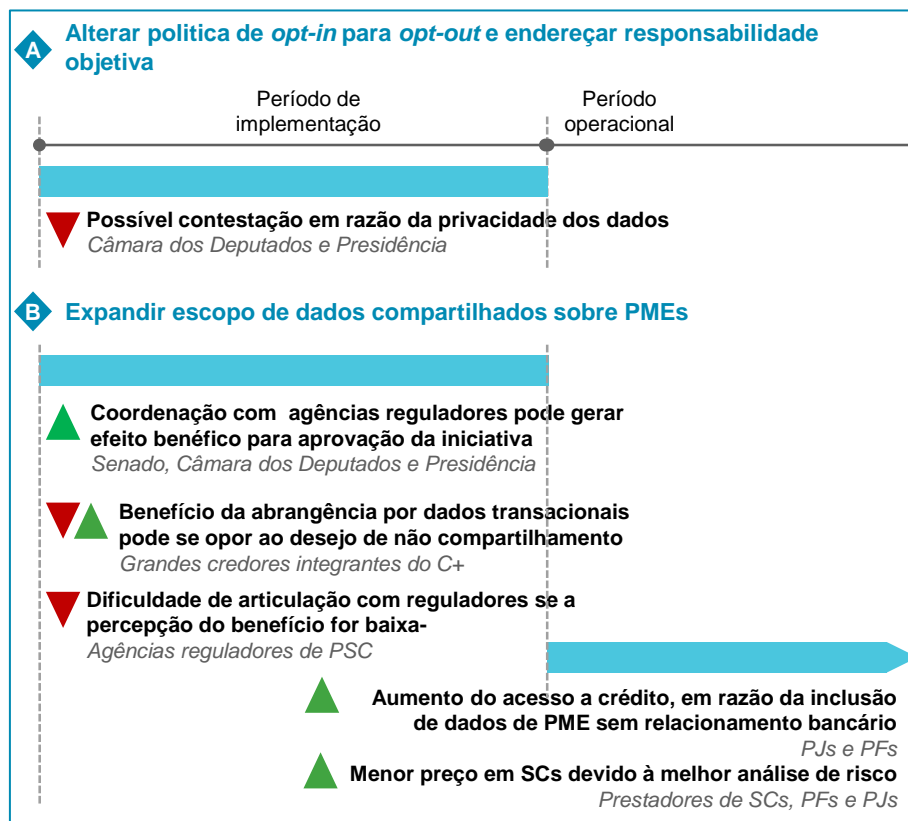 A
Alterar politica de opt-in para opt-out e endereçar responsabilidade
objetiva
Período de
implementação
Período
operacional
Possível contestação em razão da privacidade dos dados
Câmara dos Deputados e Presidência
B
Expandir escopo de dados compartilhados sobre PMEs
Coordenação com agências reguladores pode gerar
efeito benéfico para aprovação da iniciativa
Senado, Câmara dos Deputados e Presidência
Benefício da abrangência por dados transacionais
pode se opor ao desejo de não compartilhamento
Grandes credores integrantes do C+
Dificuldade de articulação com reguladores se a
percepção do benefício for baixa-
Agências reguladores de PSC
Aumento do acesso a crédito, em razão da inclusão
de dados de PME sem relacionamento bancário
PJs e PFs
Menor preço em SCs devido à melhor análise de risco
Prestadores de SCs, PFs e PJs